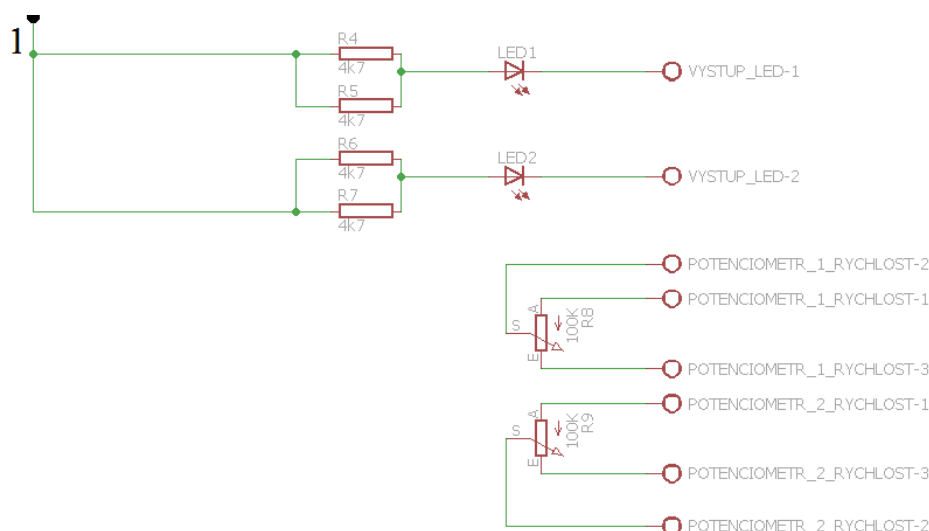 1
R4
4k7
R5
4k7
LED1
VYSTUP_LED-1
R6
4k7
R7
4k7
LED2
VYSTUP_LED-2
POTENCIOMETR_1_RYCHLOST-2
POTENCIOMETR_1_RYCHLOST-1
A
S
E
100K
R8
POTENCIOMETR_1_RYCHLOST-3
POTENCIOMETR_2_RYCHLOST-1
A
S
E
100K
R9
POTENCIOMETR_2_RYCHLOST-3
POTENCIOMETR_2_RYCHLOST-2